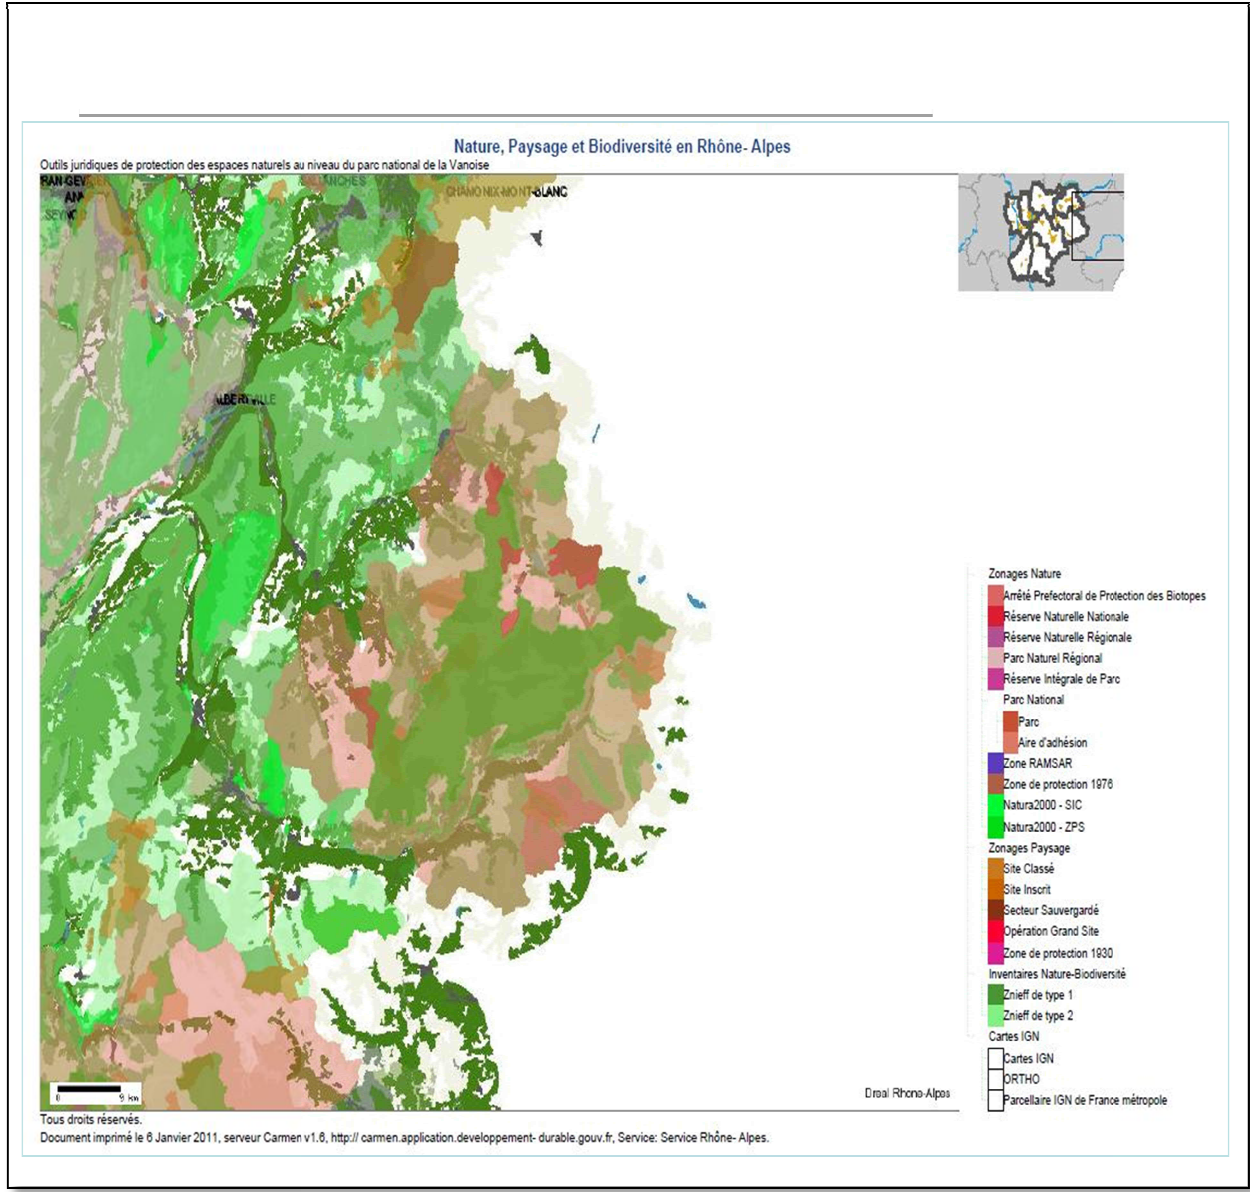 Nature, Paysage et Biodiversité en Rhône- Alpes
Outils juridiques de protection des espaces naturels au niveau du parc national de la Vanoise
CHAMONIX-MONT-BLANC
ALBERTVILLE
Zonages Nature
Arrêté Prefectoral de Protection des Biotopes
Réserve Naturelle Nationale
Réserve Naturelle Régionale
Parc Naturel Régional
Réserve Intégrale de Parc
Parc National
Parc
Aire d'adhésion
Zone RAMSAR
Zone de protection 1976
Natura2000 - SIC
Natura2000 - ZPS
Zonages Paysage
Site Classé
Site Inscrit
Secteur Sauvergardé
Opération Grand Site
Zone de protection 1930
Inventaires Nature-Biodiversité
Znieff de type 1
Znieff de type 2
Cartes IGN
Cartes IGN
ORTHO
Parcellaire IGN de France métropole
0 9 km
Dreal Rhone-Alpes
Tous droits réservés.
Document imprimé le 6 Janvier 2011, serveur Carmen v1.6, http:// carmen.application.developpement- durable.gouv.fr, Service: Service Rhône- Alpes.